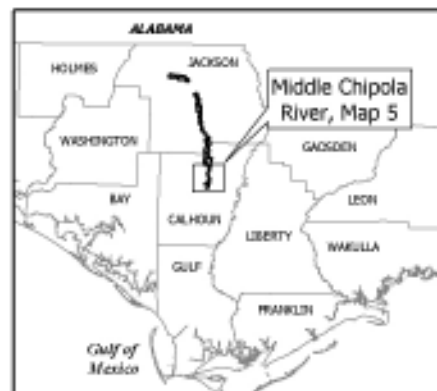 ALABAMA
HOLMES
JACKSON
Middle Chipola
River, Map 5
WASHINGTON
GADSDEN
BAY
CALHOUN
LEON
LIBERTY
WAKULLA
GULF
FRANKLIN
Gulf of
Mexico